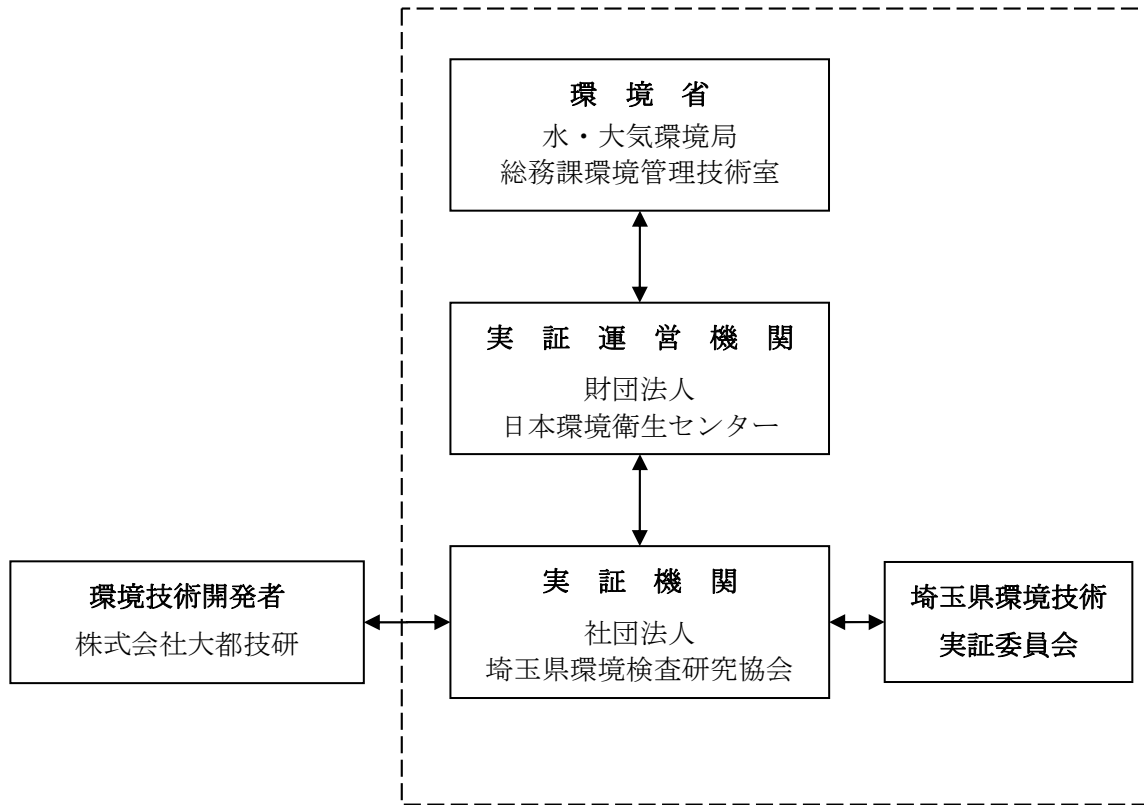 環 境 省
水・大気環境局
総務課環境管理技術室
実 証 運 営 機 関
財団法人
日本環境衛生センター
環境技術開発者
株式会社大都技研
実 証 機 関
社団法人
埼玉県環境検査研究協会
埼玉県環境技術
実証委員会